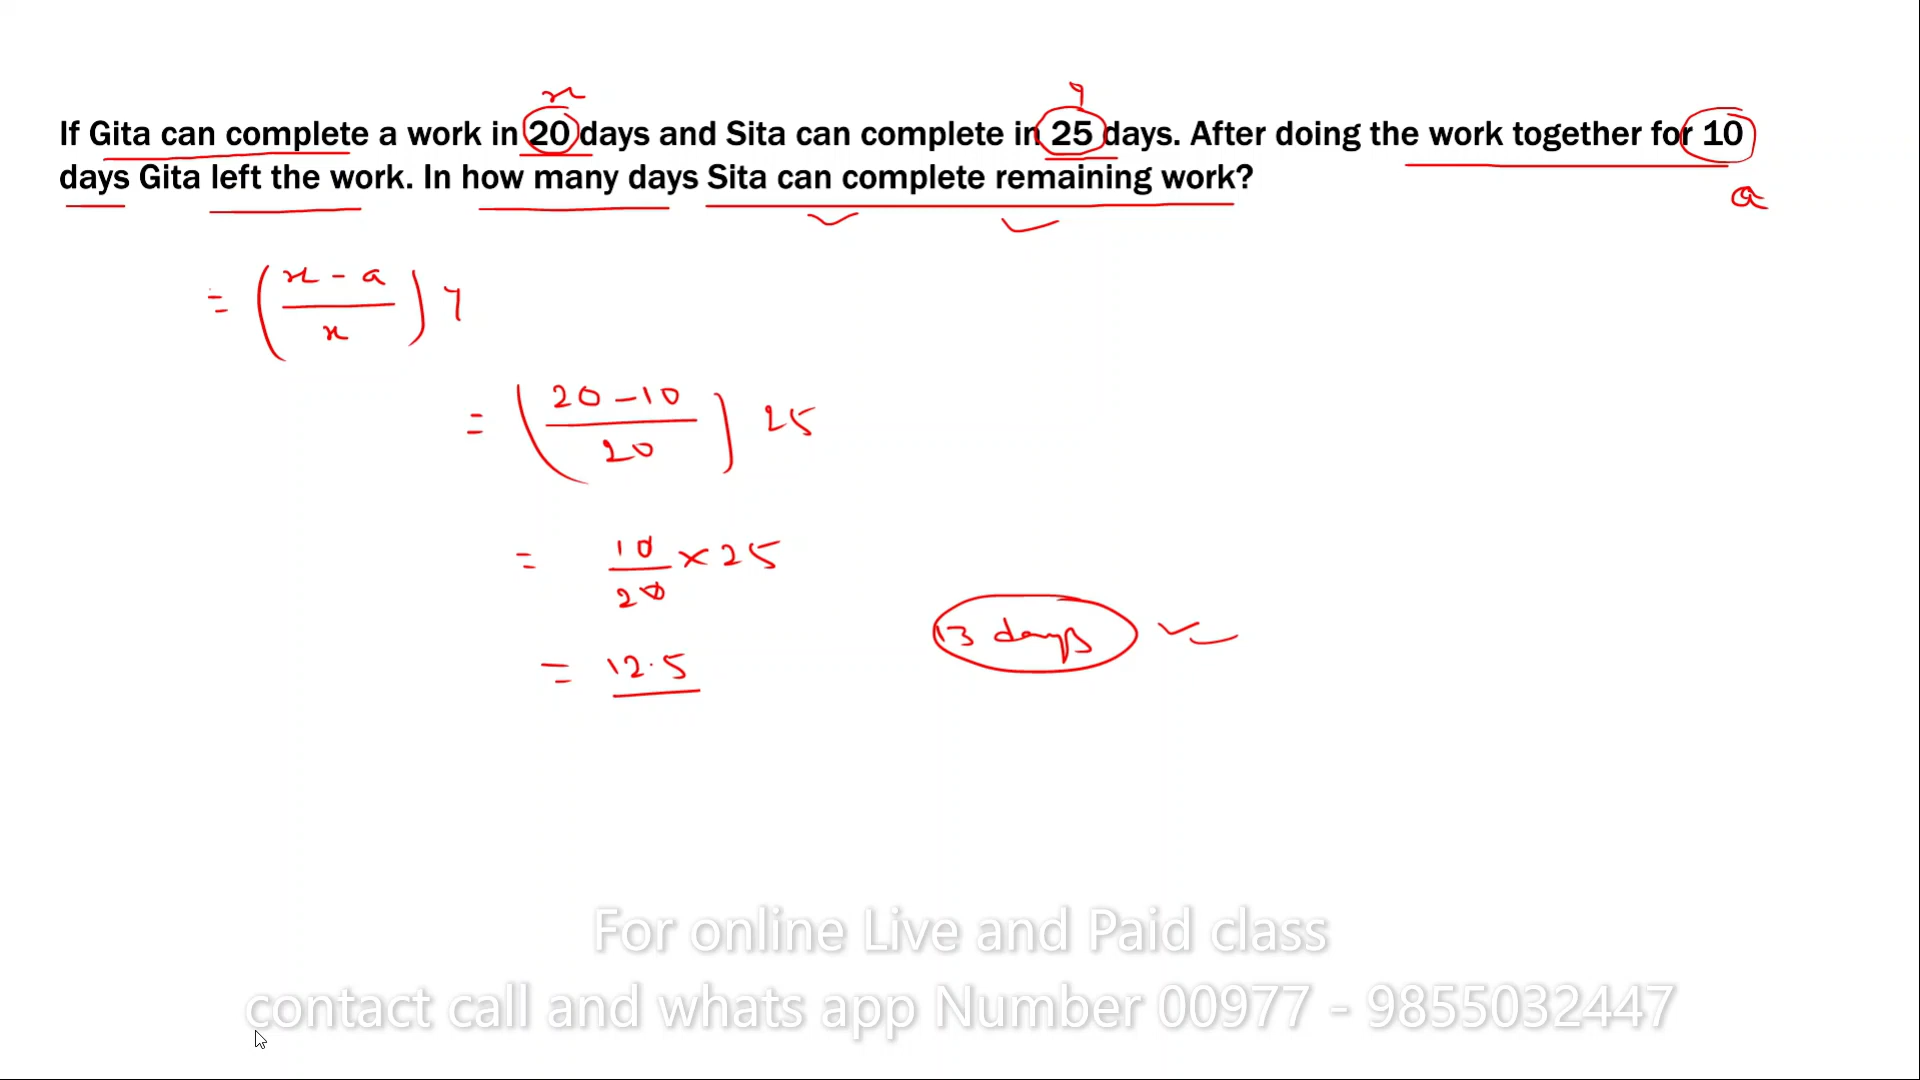 x y
If Gita can complete a work in 20 days and Sita can complete in 25 days. After doing the work together for 10
days Gita left the work. In how many days Sita can complete remaining work?
a
= (x - a / x) y
= (20 - 10 / 20) 25
= 10 / 20 × 25
13 days
= 12.5
For online Live and Paid class
contact call and whats app Number 00977 - 9855032447